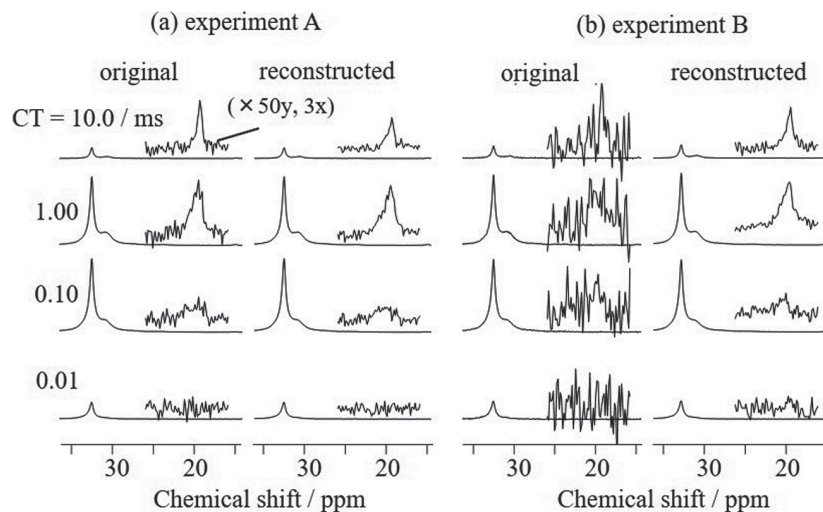 (a) experiment A
(b) experiment B
original
reconstructed
original
reconstructed
CT = 10.0 / ms
(×50y, 3x)
1.00
0.10
0.01
30 20 30 20 30 20 30 20
Chemical shift / ppm
Chemical shift / ppm